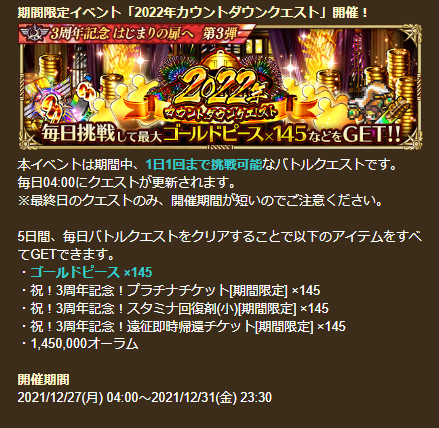 期間限定イベント「2022年カウントダウンクエスト」開催！
3周年記念 はじまりの扉へ 第3弾
2022年
カウントダウンクエスト
毎日挑戦して最大ゴールドピース×145などをGET!!
本イベントは期間中、1日1回まで挑戦可能なバトルクエストです。
毎日04:00にクエストが更新されます。
※最終日のクエストのみ、開催期間が短いのでご注意ください。
5日間、毎日バトルクエストをクリアすることで以下のアイテムをすべ
てGETできます。
・ゴールドピース ×145
・祝！3周年記念！プラチナチケット[期間限定] ×145
・祝！3周年記念！スタミナ回復剤(小)[期間限定] ×145
・祝！3周年記念！遠征即時帰還チケット[期間限定] ×145
・1,450,000オーラム
開催期間
2021/12/27(月) 04:00～2021/12/31(金) 23:30